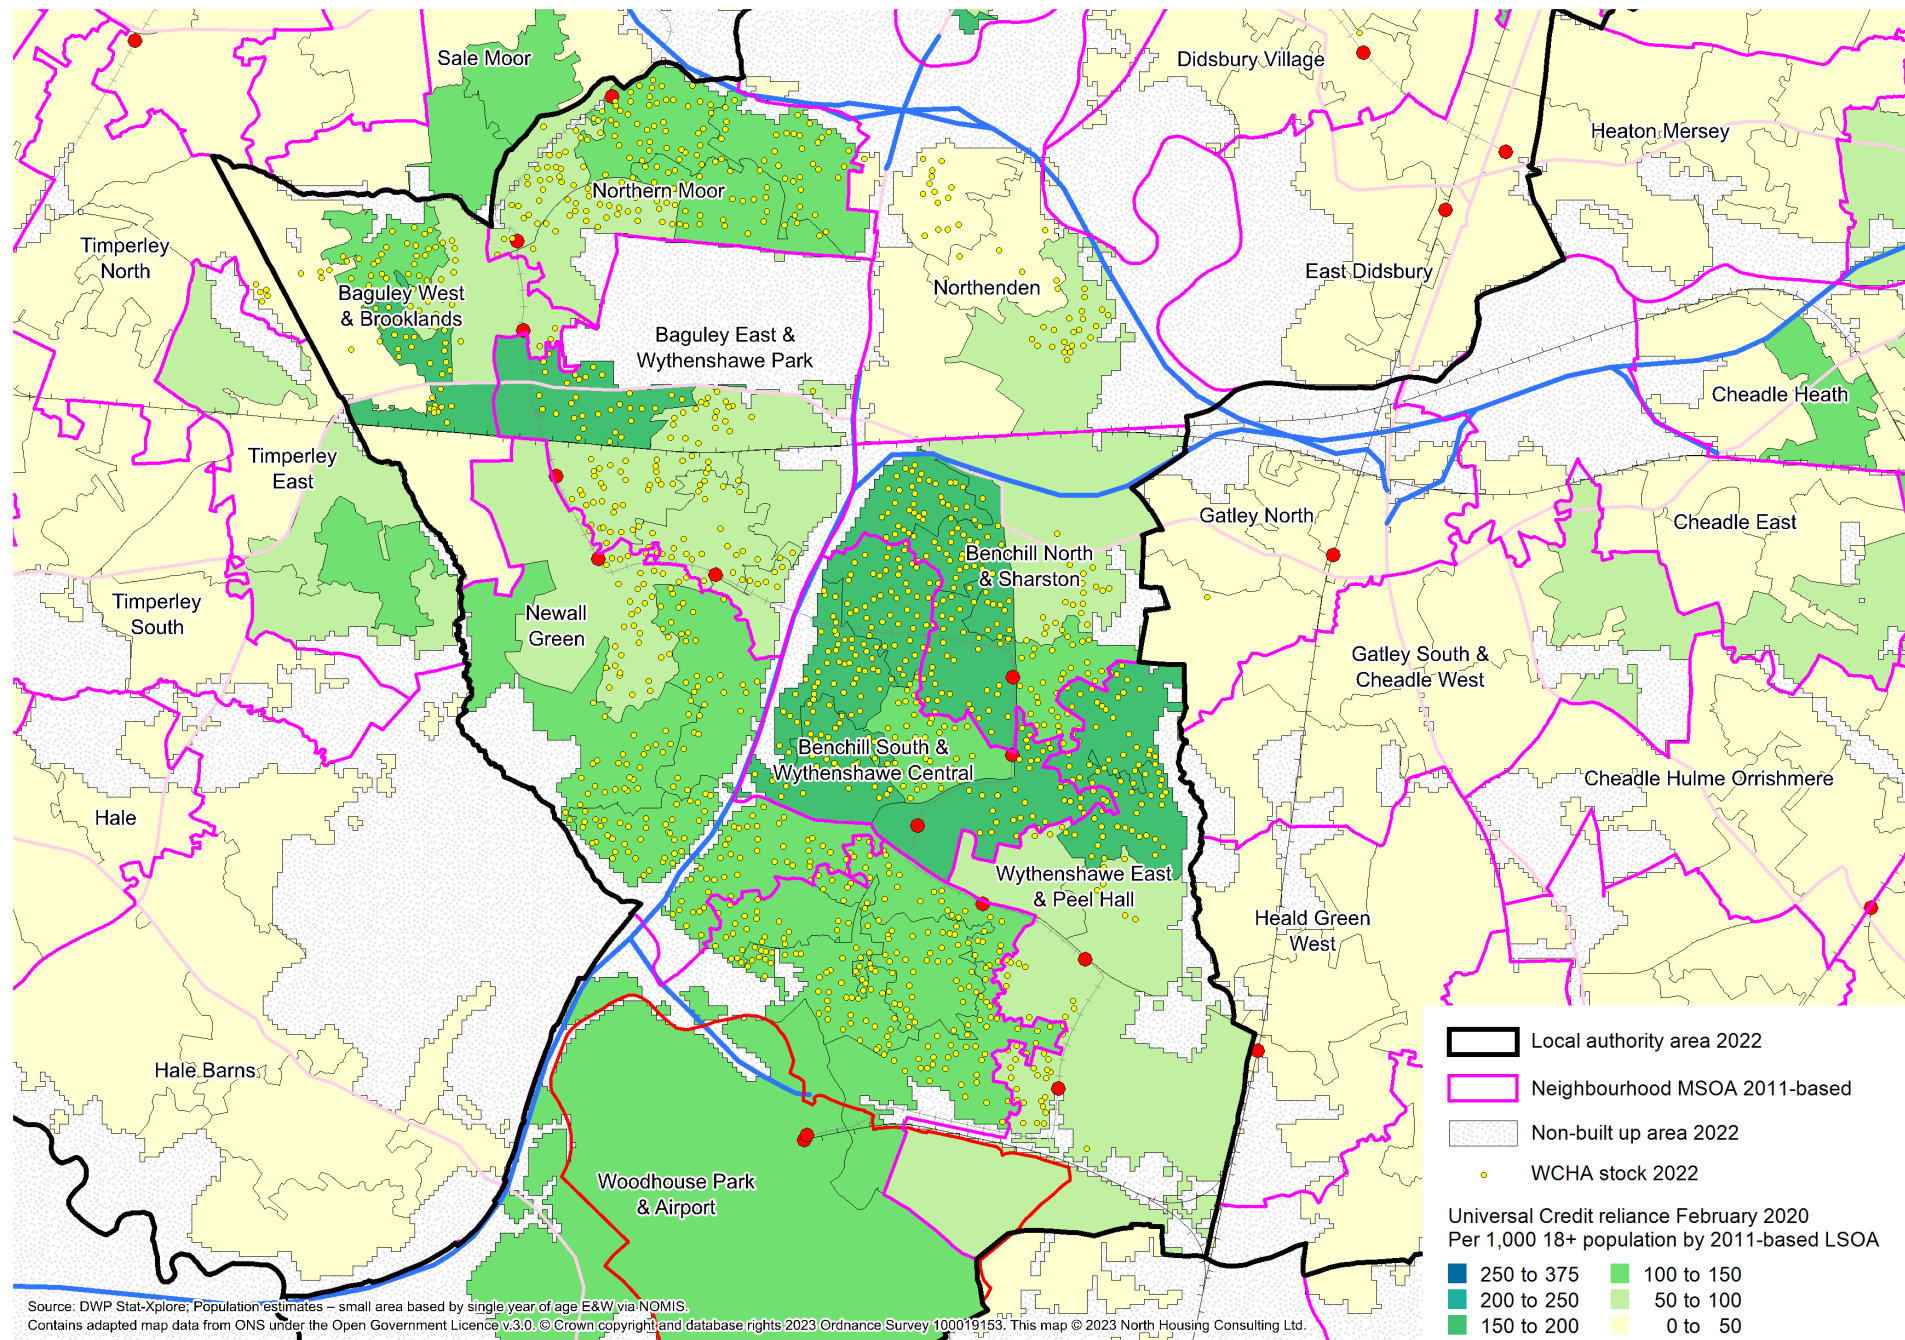 Sale Moor
Didsbury Village
Heaton Mersey
Northern Moor
Timperley
North
Baguley West
& Brooklands
Northenden
East Didsbury
Baguley East &
Wythenshawe Park
Cheadle Heath
Timperley
East
Gatley North
Cheadle East
Benchill North
& Sharston
Timperley
South
Newall
Green
Gatley South &
Cheadle West
Benchill South &
Wythenshawe Central
Cheadle Hulme Orrishmere
Hale
Wythenshawe East
& Peel Hall
Heald Green
West
Hale Barns
Woodhouse Park
& Airport
Local authority area 2022
Neighbourhood MSOA 2011-based
Non-built up area 2022
WCHA stock 2022
Universal Credit reliance February 2020
Per 1,000 18+ population by 2011-based LSOA
250 to 375
200 to 250
150 to 200
100 to 150
50 to 100
0 to 50
Source: DWP Stat-Xplore; Population estimates – small area based by single year of age E&W via NOMIS.
Contains adapted map data from ONS under the Open Government Licence v.3.0. © Crown copyright and database rights 2023 Ordnance Survey 100019153. This map © 2023 North Housing Consulting Ltd.